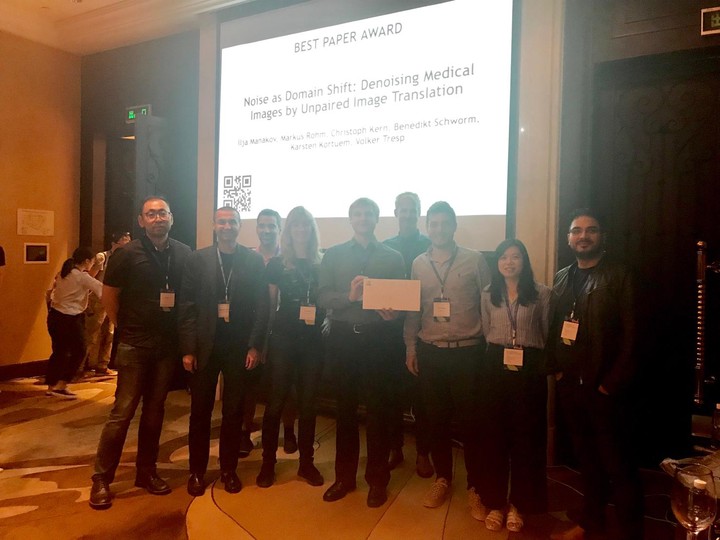 BEST PAPER AWARD
Noise as Domain Shift: Denoising Medical
Images by Unpaired Image Translation
Ilja Manakov, Markus Rohm, Christoph Kern, Benedikt Schworm,
Karsten Kortuem, Volker Tresp